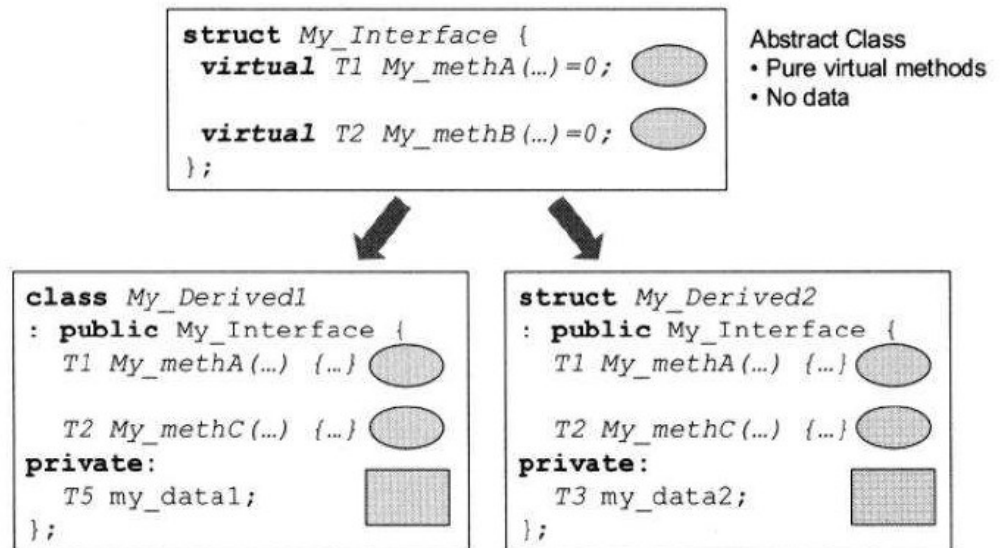 struct My_Interface {
virtual T1 My_methA(…)=0;
virtual T2 My_methB(…)=0;
};
Abstract Class
• Pure virtual methods
• No data
class My_Derived1
: public My_Interface {
T1 My_methA(…) {…}
T2 My_methC(…) {…}
private:
T5 my_data1;
};
struct My_Derived2
: public My_Interface {
T1 My_methA(…) {…}
T2 My_methC(…) {…}
private:
T3 my_data2;
};